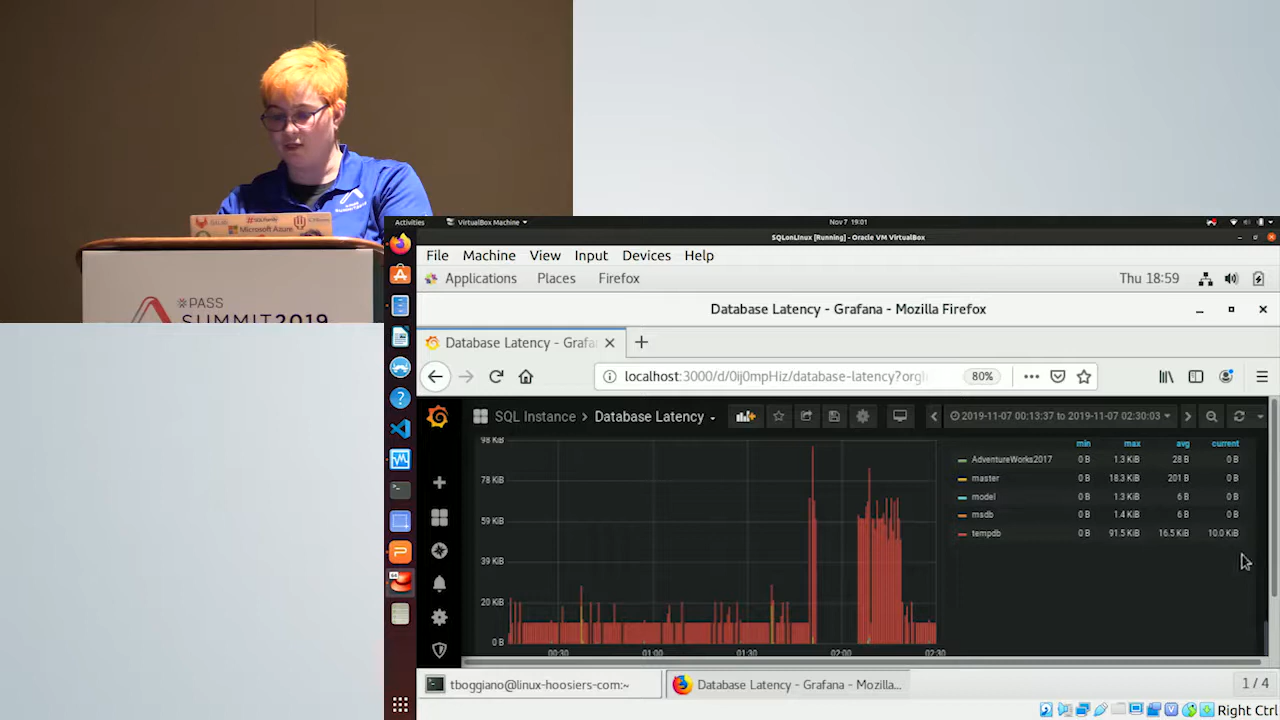 Microsoft Azure
PASS
SUMMIT 2019
Activities
VirtualBox Machine
Nov 7 19:01
SQLonLinux [Running] - Oracle VM VirtualBox
File Machine View Input Devices Help
Applications Places Firefox
Thu 18:59
Database Latency - Grafana - Mozilla Firefox
Database Latency - Grafa
localhost:3000/d/0ij0mpHiz/database-latency?orgI
80%
SQL Instance > Database Latency
2019-11-07 00:13:37 to 2019-11-07 02:30:03
98 KiB
78 KiB
59 KiB
39 KiB
20 KiB
0 B
00:30 01:00 01:30 02:00 02:30
min max avg current
AdventureWorks2017 0 B 1.3 KiB 28 B 0 B
master 0 B 18.3 KiB 201 B 0 B
model 0 B 1.3 KiB 6 B 0 B
msdb 0 B 1.4 KiB 6 B 0 B
tempdb 0 B 91.5 KiB 16.5 KiB 10.0 KiB
tboggiano@linux-hoosiers-com:~
Database Latency - Grafana - Mozilla...
1 / 4
Right Ctrl